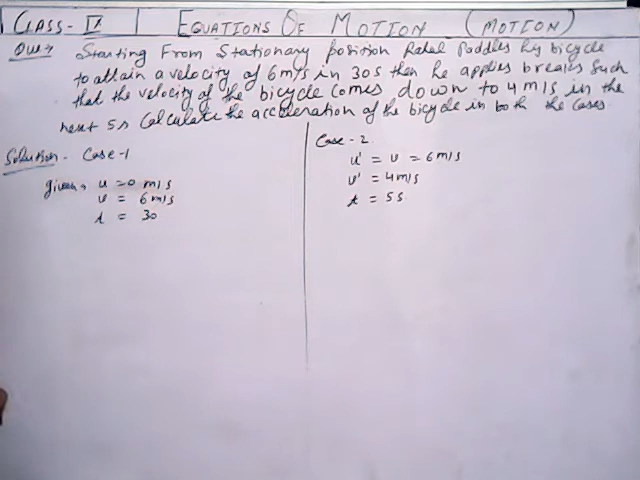 CLASS - IX EQUATIONS OF MOTION (MOTION)
Que → Starting From Stationary position Rahul Paddles his bicycle
to attain a velocity of 6m/s in 30s then he applies breaks such
that the velocity of the bicycle comes down to 4 m/s in the
next 5s Calculate the acceleration of the bicycle in both the cases.
Solution - Case-1
Given, u = 0 m/s
v = 6 m/s
t = 30
Case - 2
u' = v = 6 m/s
v' = 4 m/s
t = 5 s